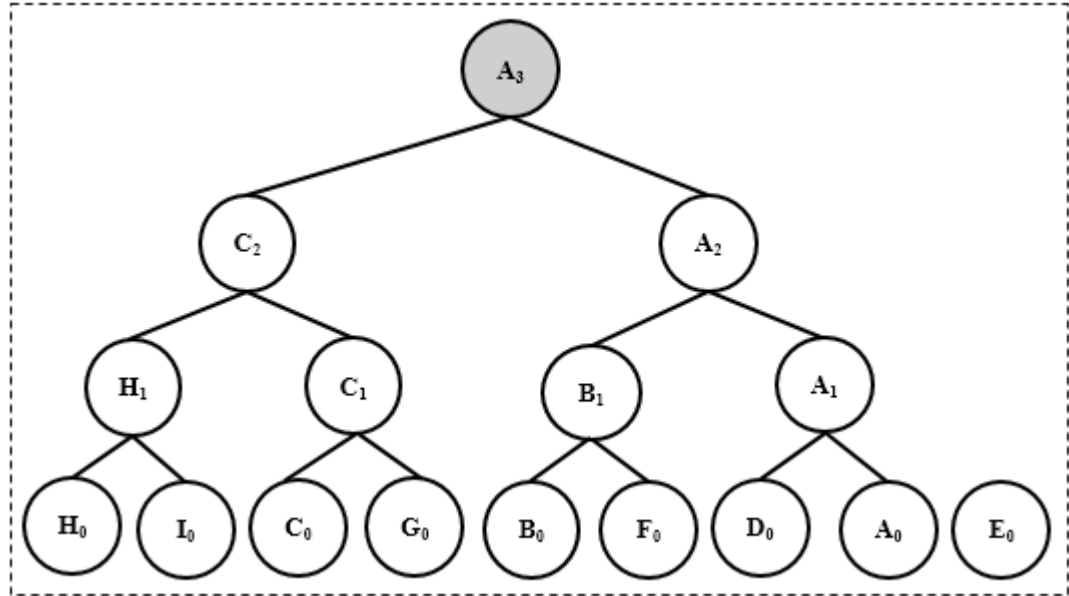 A₃
C₂ A₂
H₁ C₁ B₁ A₁
H₀ I₀ C₀ G₀ B₀ F₀ D₀ A₀ E₀